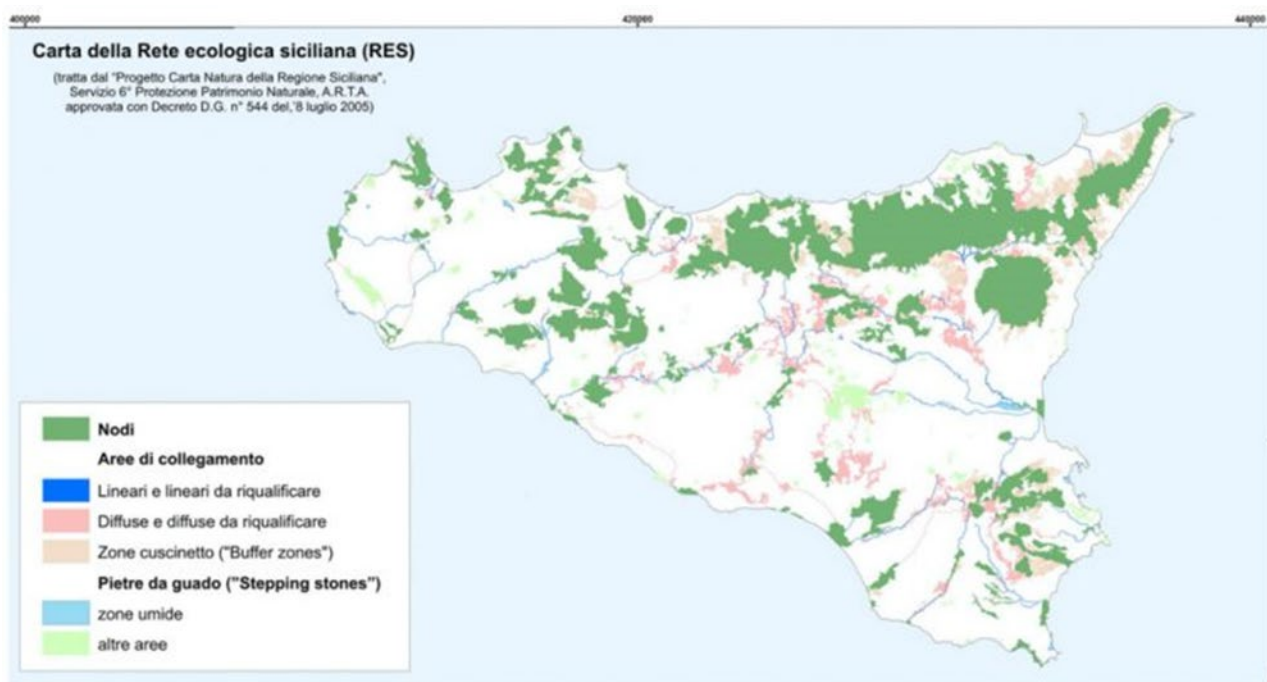 400000 420000 440000
Carta della Rete ecologica siciliana (RES)
(tratta dal "Progetto Carta Natura della Regione Siciliana",
Servizio 6° Protezione Patrimonio Naturale, A.R.T.A.
approvata con Decreto D.G. n° 544 del,'8 luglio 2005)
Nodi
Aree di collegamento
Lineari e lineari da riqualificare
Diffuse e diffuse da riqualificare
Zone cuscinetto ("Buffer zones")
Pietre da guado ("Stepping stones")
zone umide
altre aree